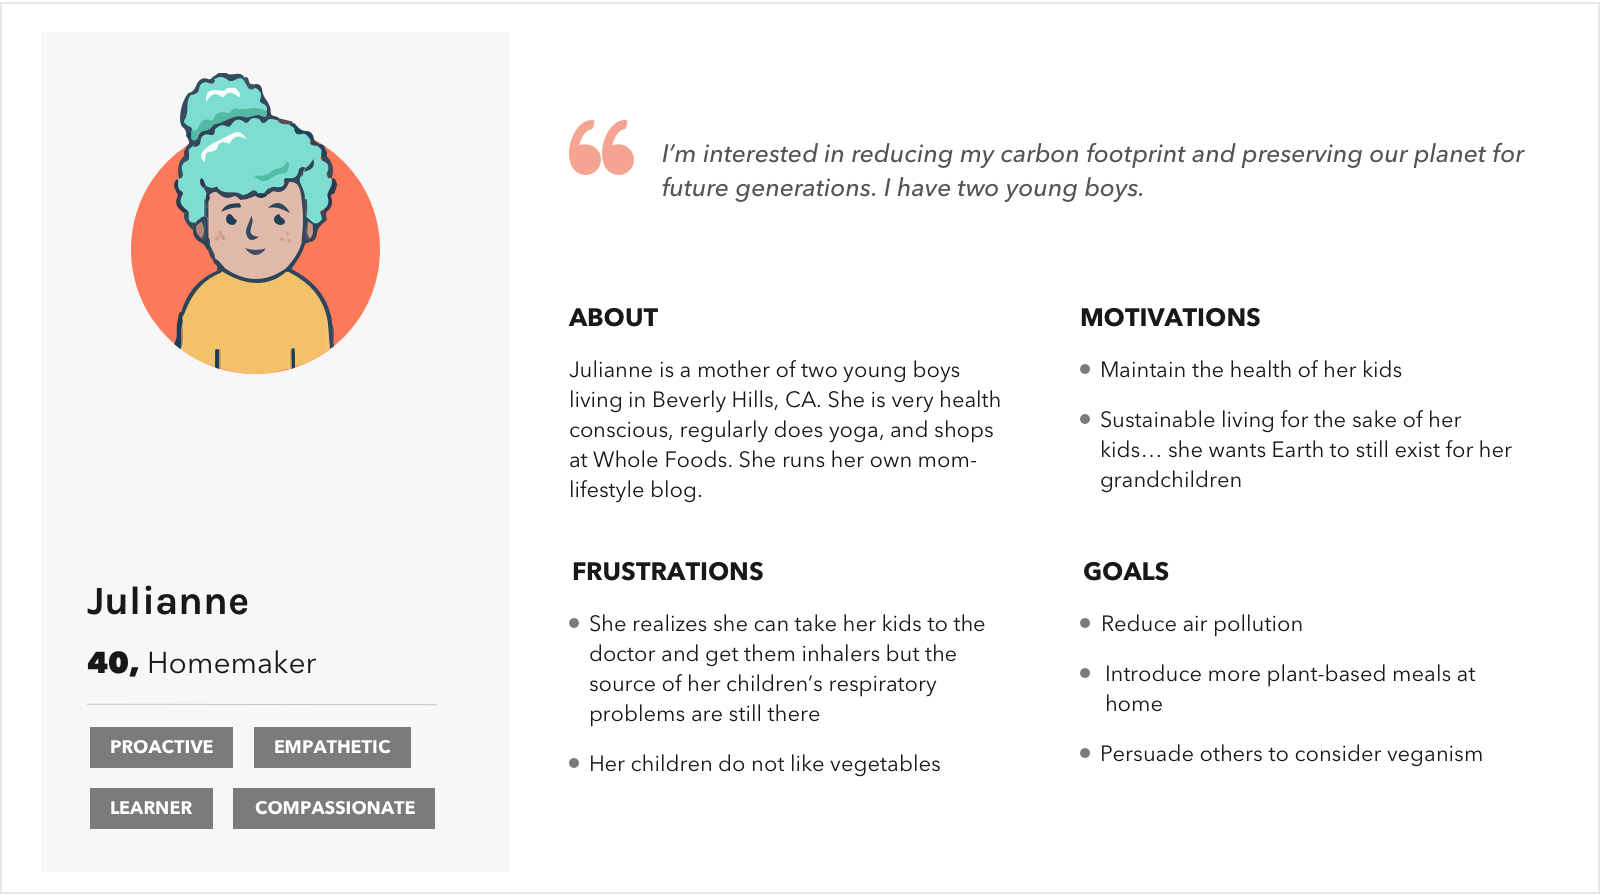 I’m interested in reducing my carbon footprint and preserving our planet for
future generations. I have two young boys.
Julianne
40, Homemaker
PROACTIVE
EMPATHETIC
LEARNER
COMPASSIONATE
ABOUT
Julianne is a mother of two young boys
living in Beverly Hills, CA. She is very health
conscious, regularly does yoga, and shops
at Whole Foods. She runs her own mom-
lifestyle blog.
MOTIVATIONS
Maintain the health of her kids
Sustainable living for the sake of her
kids… she wants Earth to still exist for her
grandchildren
FRUSTRATIONS
She realizes she can take her kids to the
doctor and get them inhalers but the
source of her children’s respiratory
problems are still there
Her children do not like vegetables
GOALS
Reduce air pollution
Introduce more plant-based meals at
home
Persuade others to consider veganism